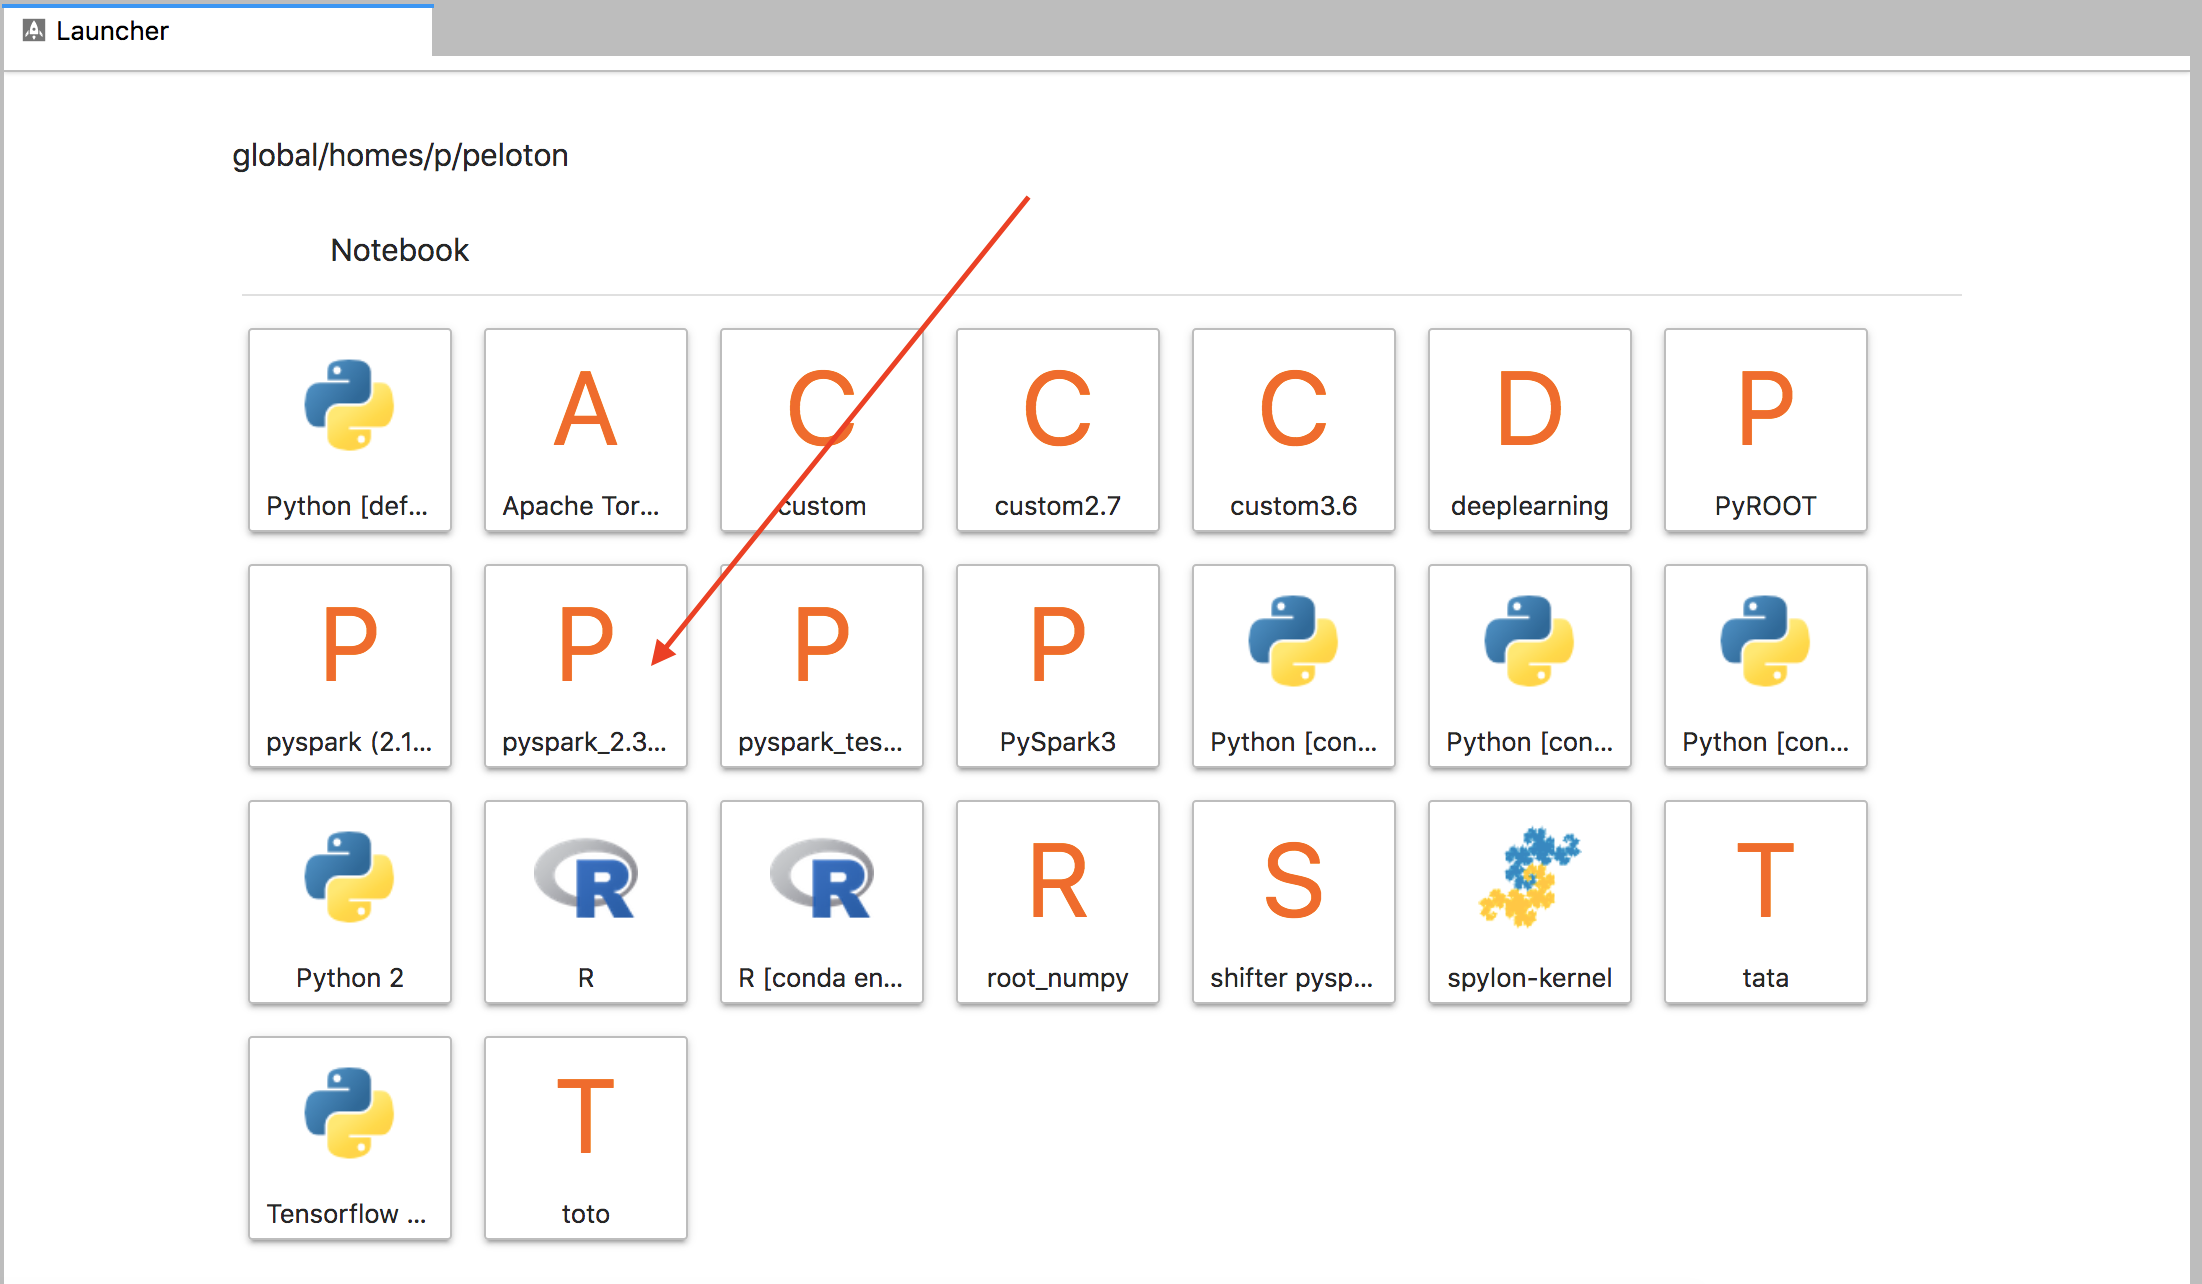 Launcher
global/homes/p/peloton
Notebook
A C C C D P
Python [def... Apache Tor... custom custom2.7 custom3.6 deeplearning PyROOT
P P P P
pyspark (2.1... pyspark_2.3... pyspark_tes... PySpark3 Python [con... Python [con... Python [con...
R R R S T
Python 2 R R [conda en... root_numpy shifter pysp... spylon-kernel tata
T
Tensorflow ... toto